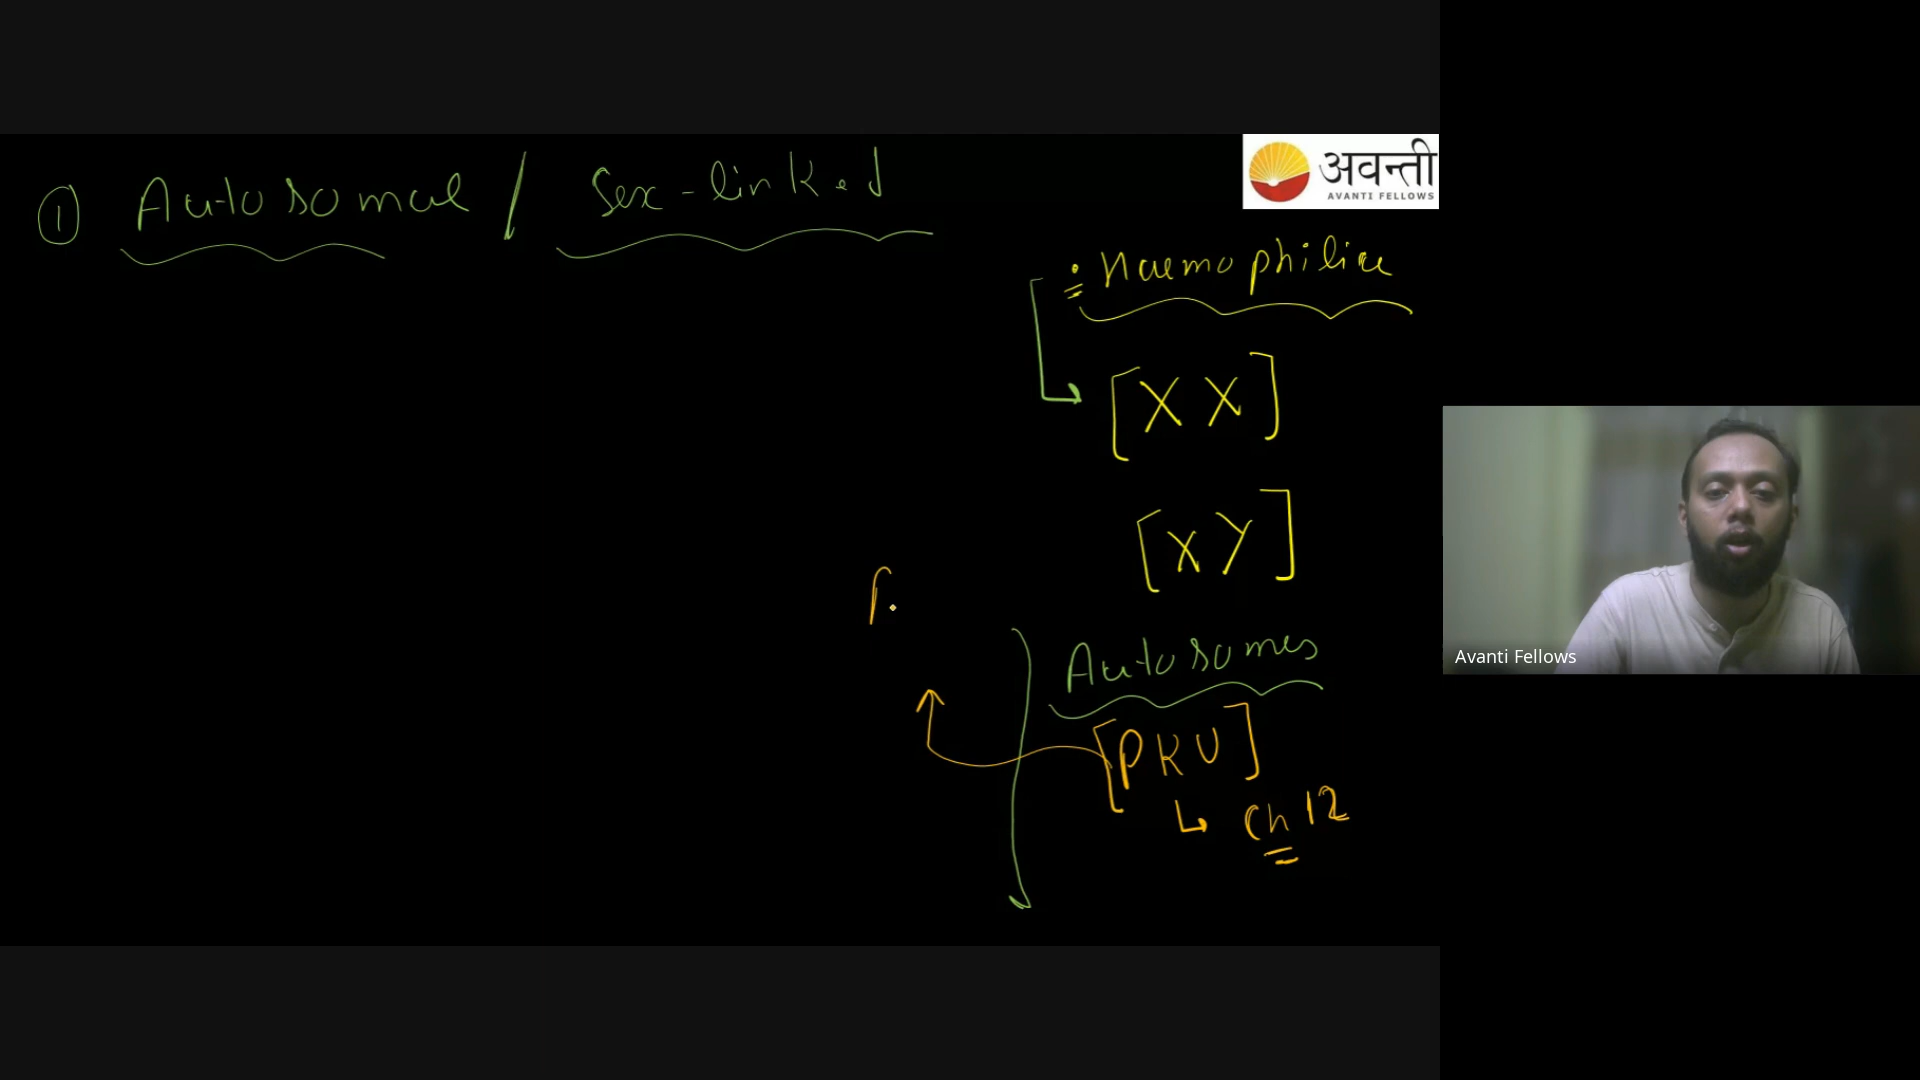 ① Autosomal / Sex-linked
अवन्ती
AVANTI FELLOWS
: Haemophilia
[XX]
[XY]
Autosomes
[PKU]
↳ Ch 12
Avanti Fellows